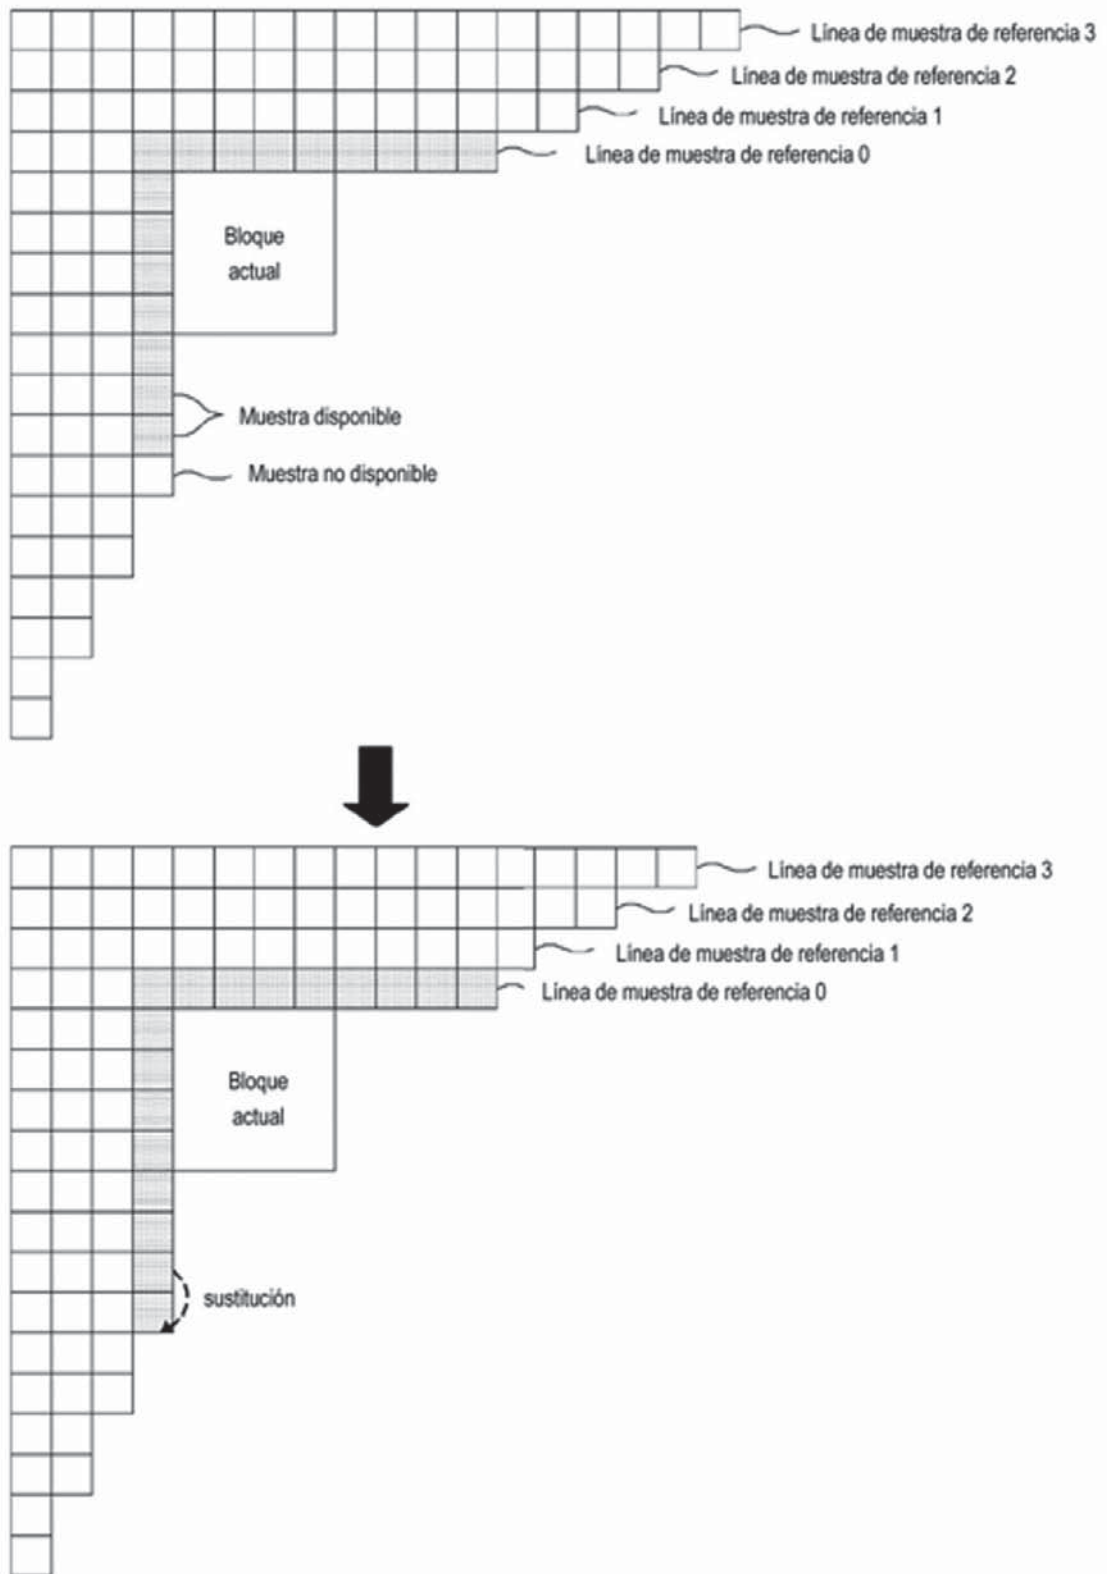 Línea de muestra de referencia 3
Línea de muestra de referencia 2
Línea de muestra de referencia 1
Línea de muestra de referencia 0
Bloque
actual
Muestra disponible
Muestra no disponible
Línea de muestra de referencia 3
Línea de muestra de referencia 2
Línea de muestra de referencia 1
Línea de muestra de referencia 0
Bloque
actual
sustitución